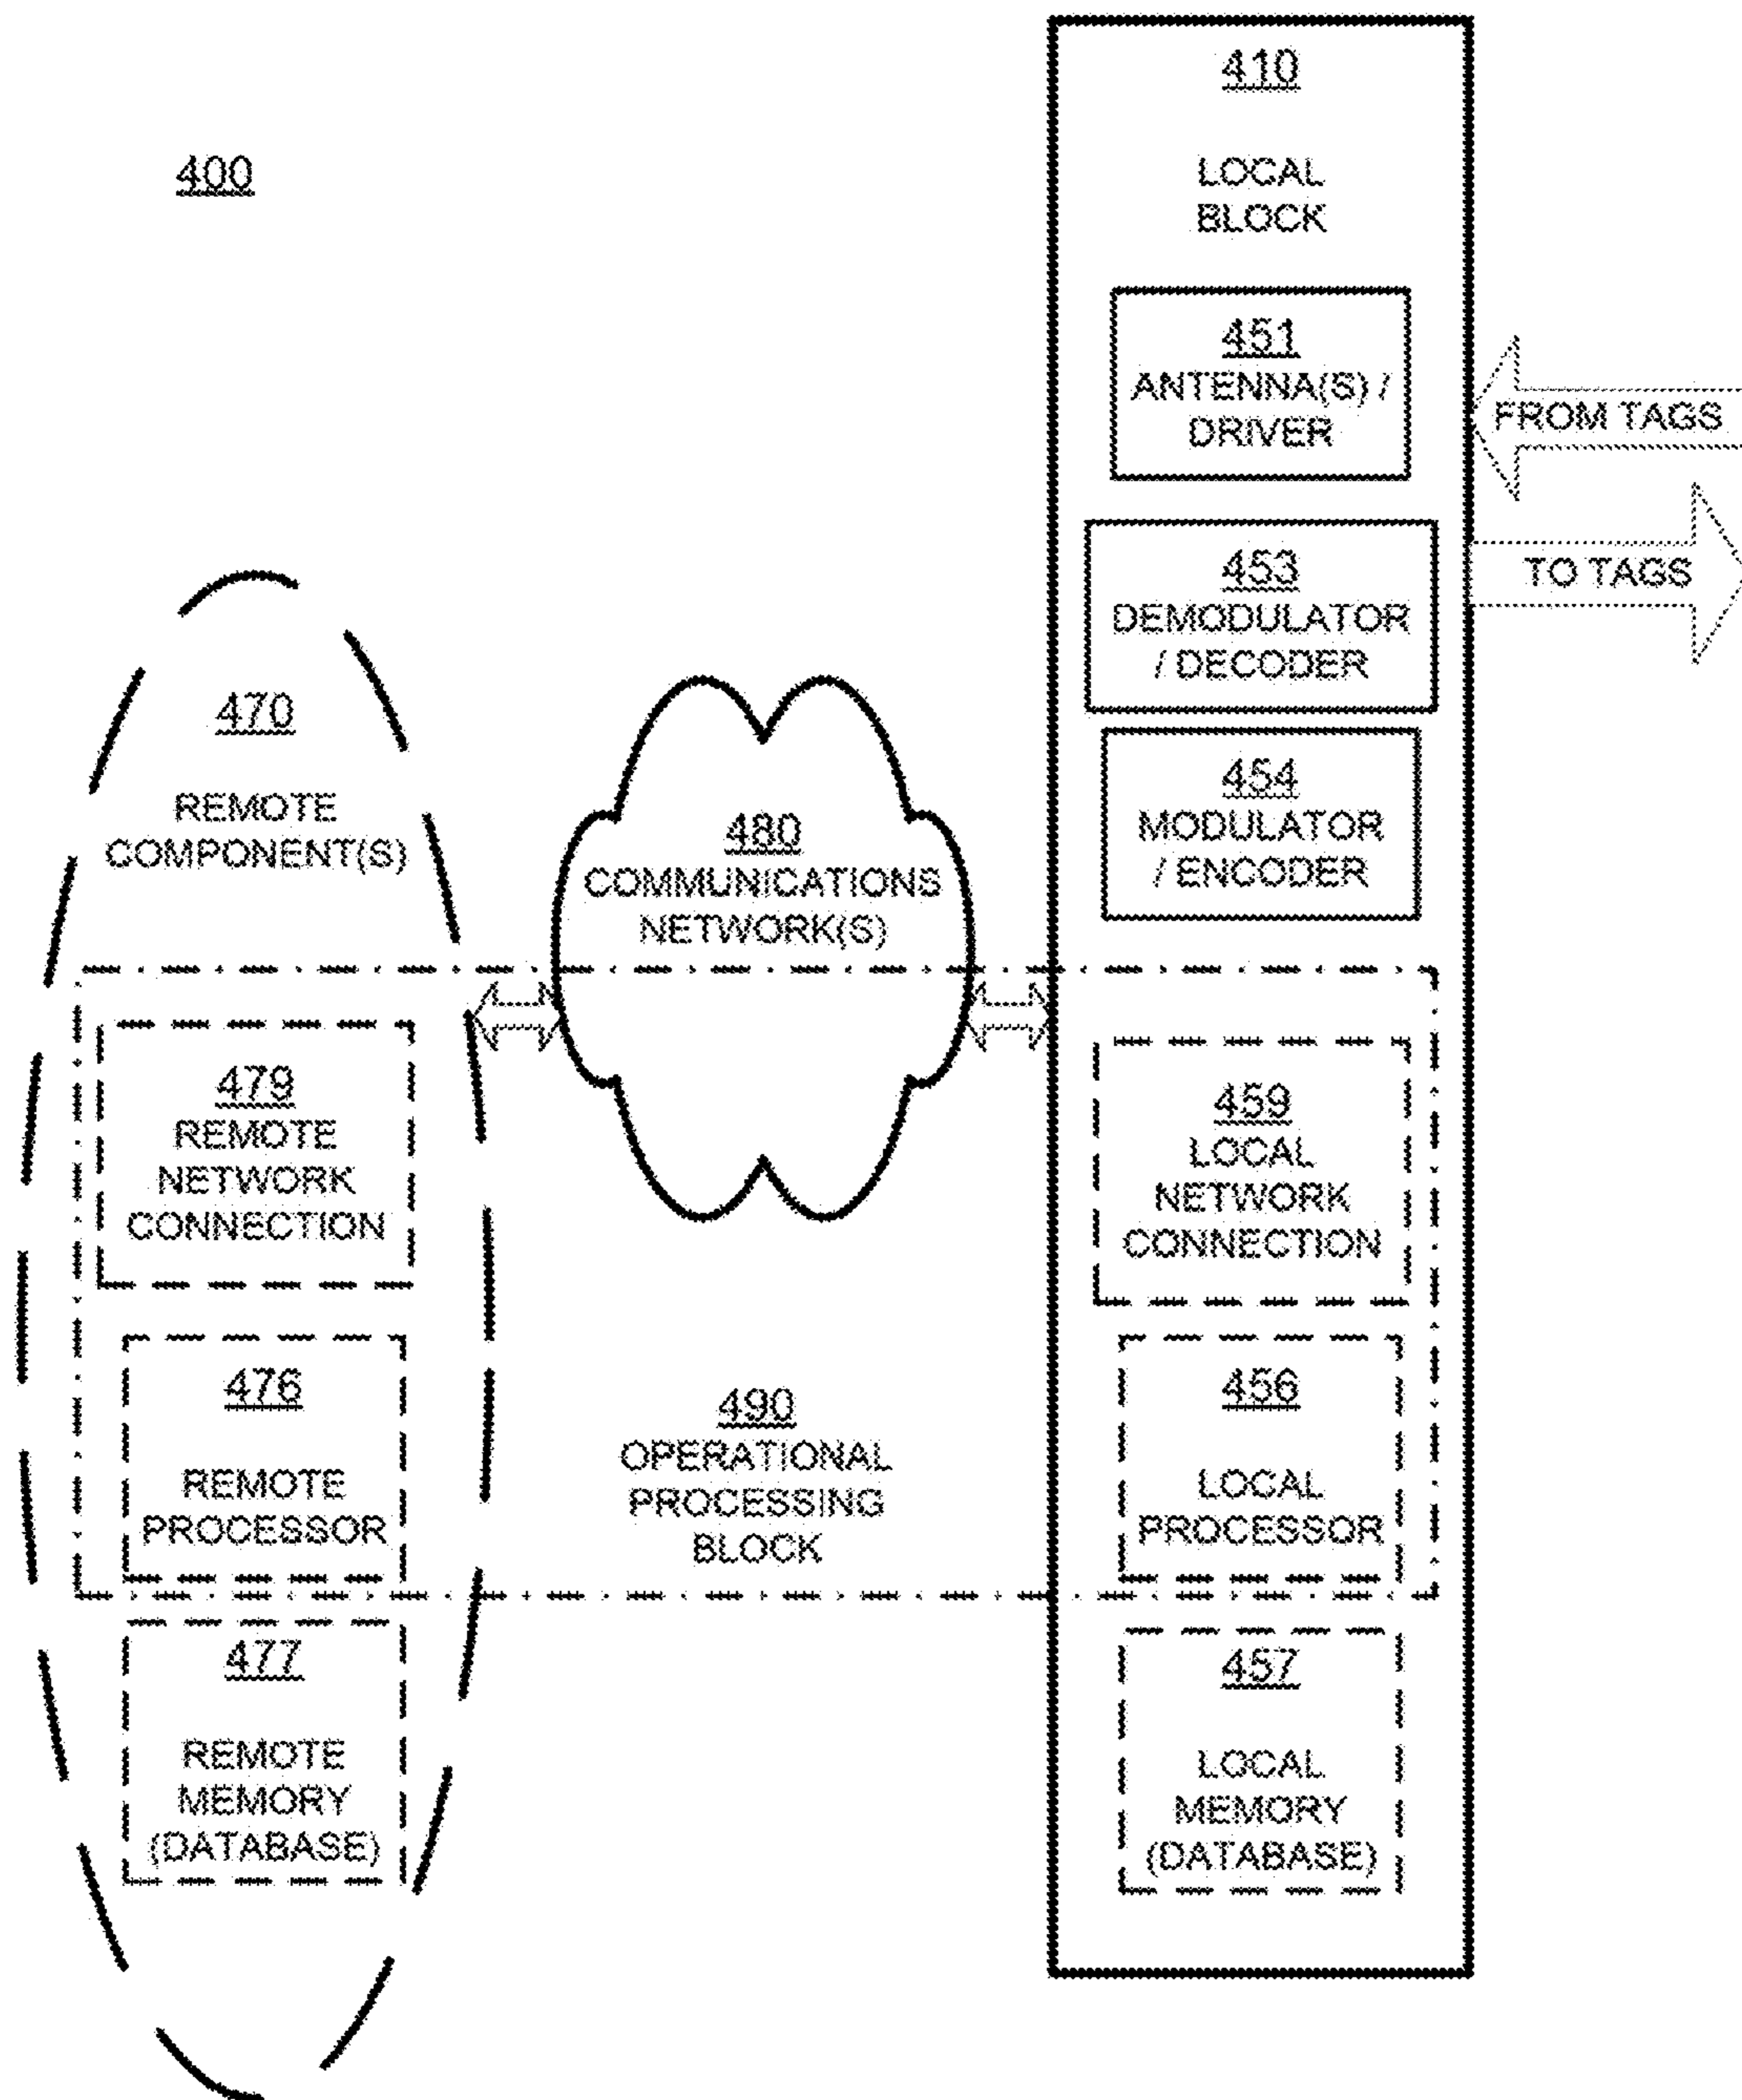 400
410
LOCAL
BLOCK
451
ANTENNA(S) /
DRIVER
FROM TAGS
453
DEMODULATOR
/ DECODER
TO TAGS
454
MODULATOR
/ ENCODER
470
REMOTE
COMPONENT(S)
480
COMMUNICATIONS
NETWORK(S)
479
REMOTE
NETWORK
CONNECTION
459
LOCAL
NETWORK
CONNECTION
476
REMOTE
PROCESSOR
490
OPERATIONAL
PROCESSING
BLOCK
456
LOCAL
PROCESSOR
477
REMOTE
MEMORY
(DATABASE)
457
LOCAL
MEMORY
(DATABASE)